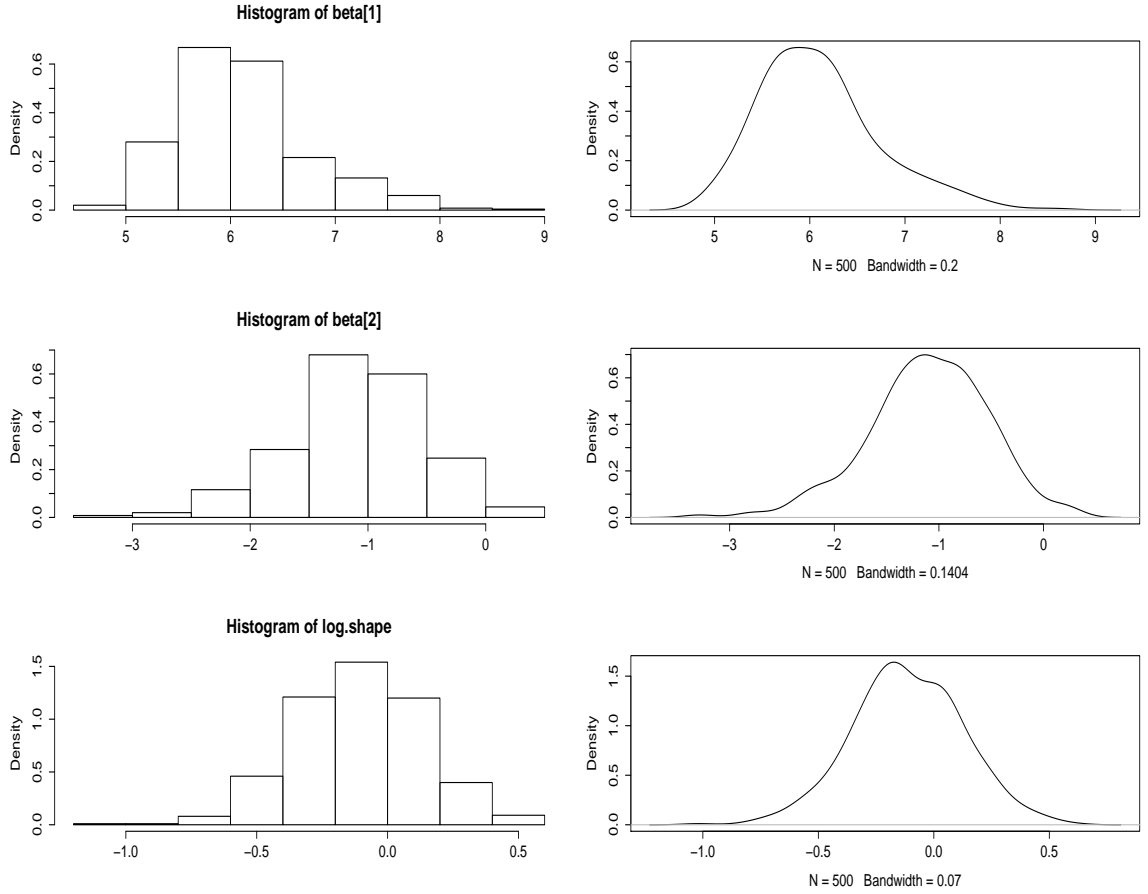 Histogram of beta[1]
Density
0.0 0.2 0.4 0.6
5 6 7 8 9
Density
0.0 0.2 0.4 0.6
5 6 7 8 9
N = 500 Bandwidth = 0.2
Histogram of beta[2]
Density
0.0 0.2 0.4 0.6
−3 −2 −1 0
Density
0.0 0.2 0.4 0.6
−3 −2 −1 0
N = 500 Bandwidth = 0.1404
Histogram of log.shape
Density
0.0 0.5 1.0 1.5
−1.0 −0.5 0.0 0.5
Density
0.0 0.5 1.0 1.5
−1.0 −0.5 0.0 0.5
N = 500 Bandwidth = 0.07